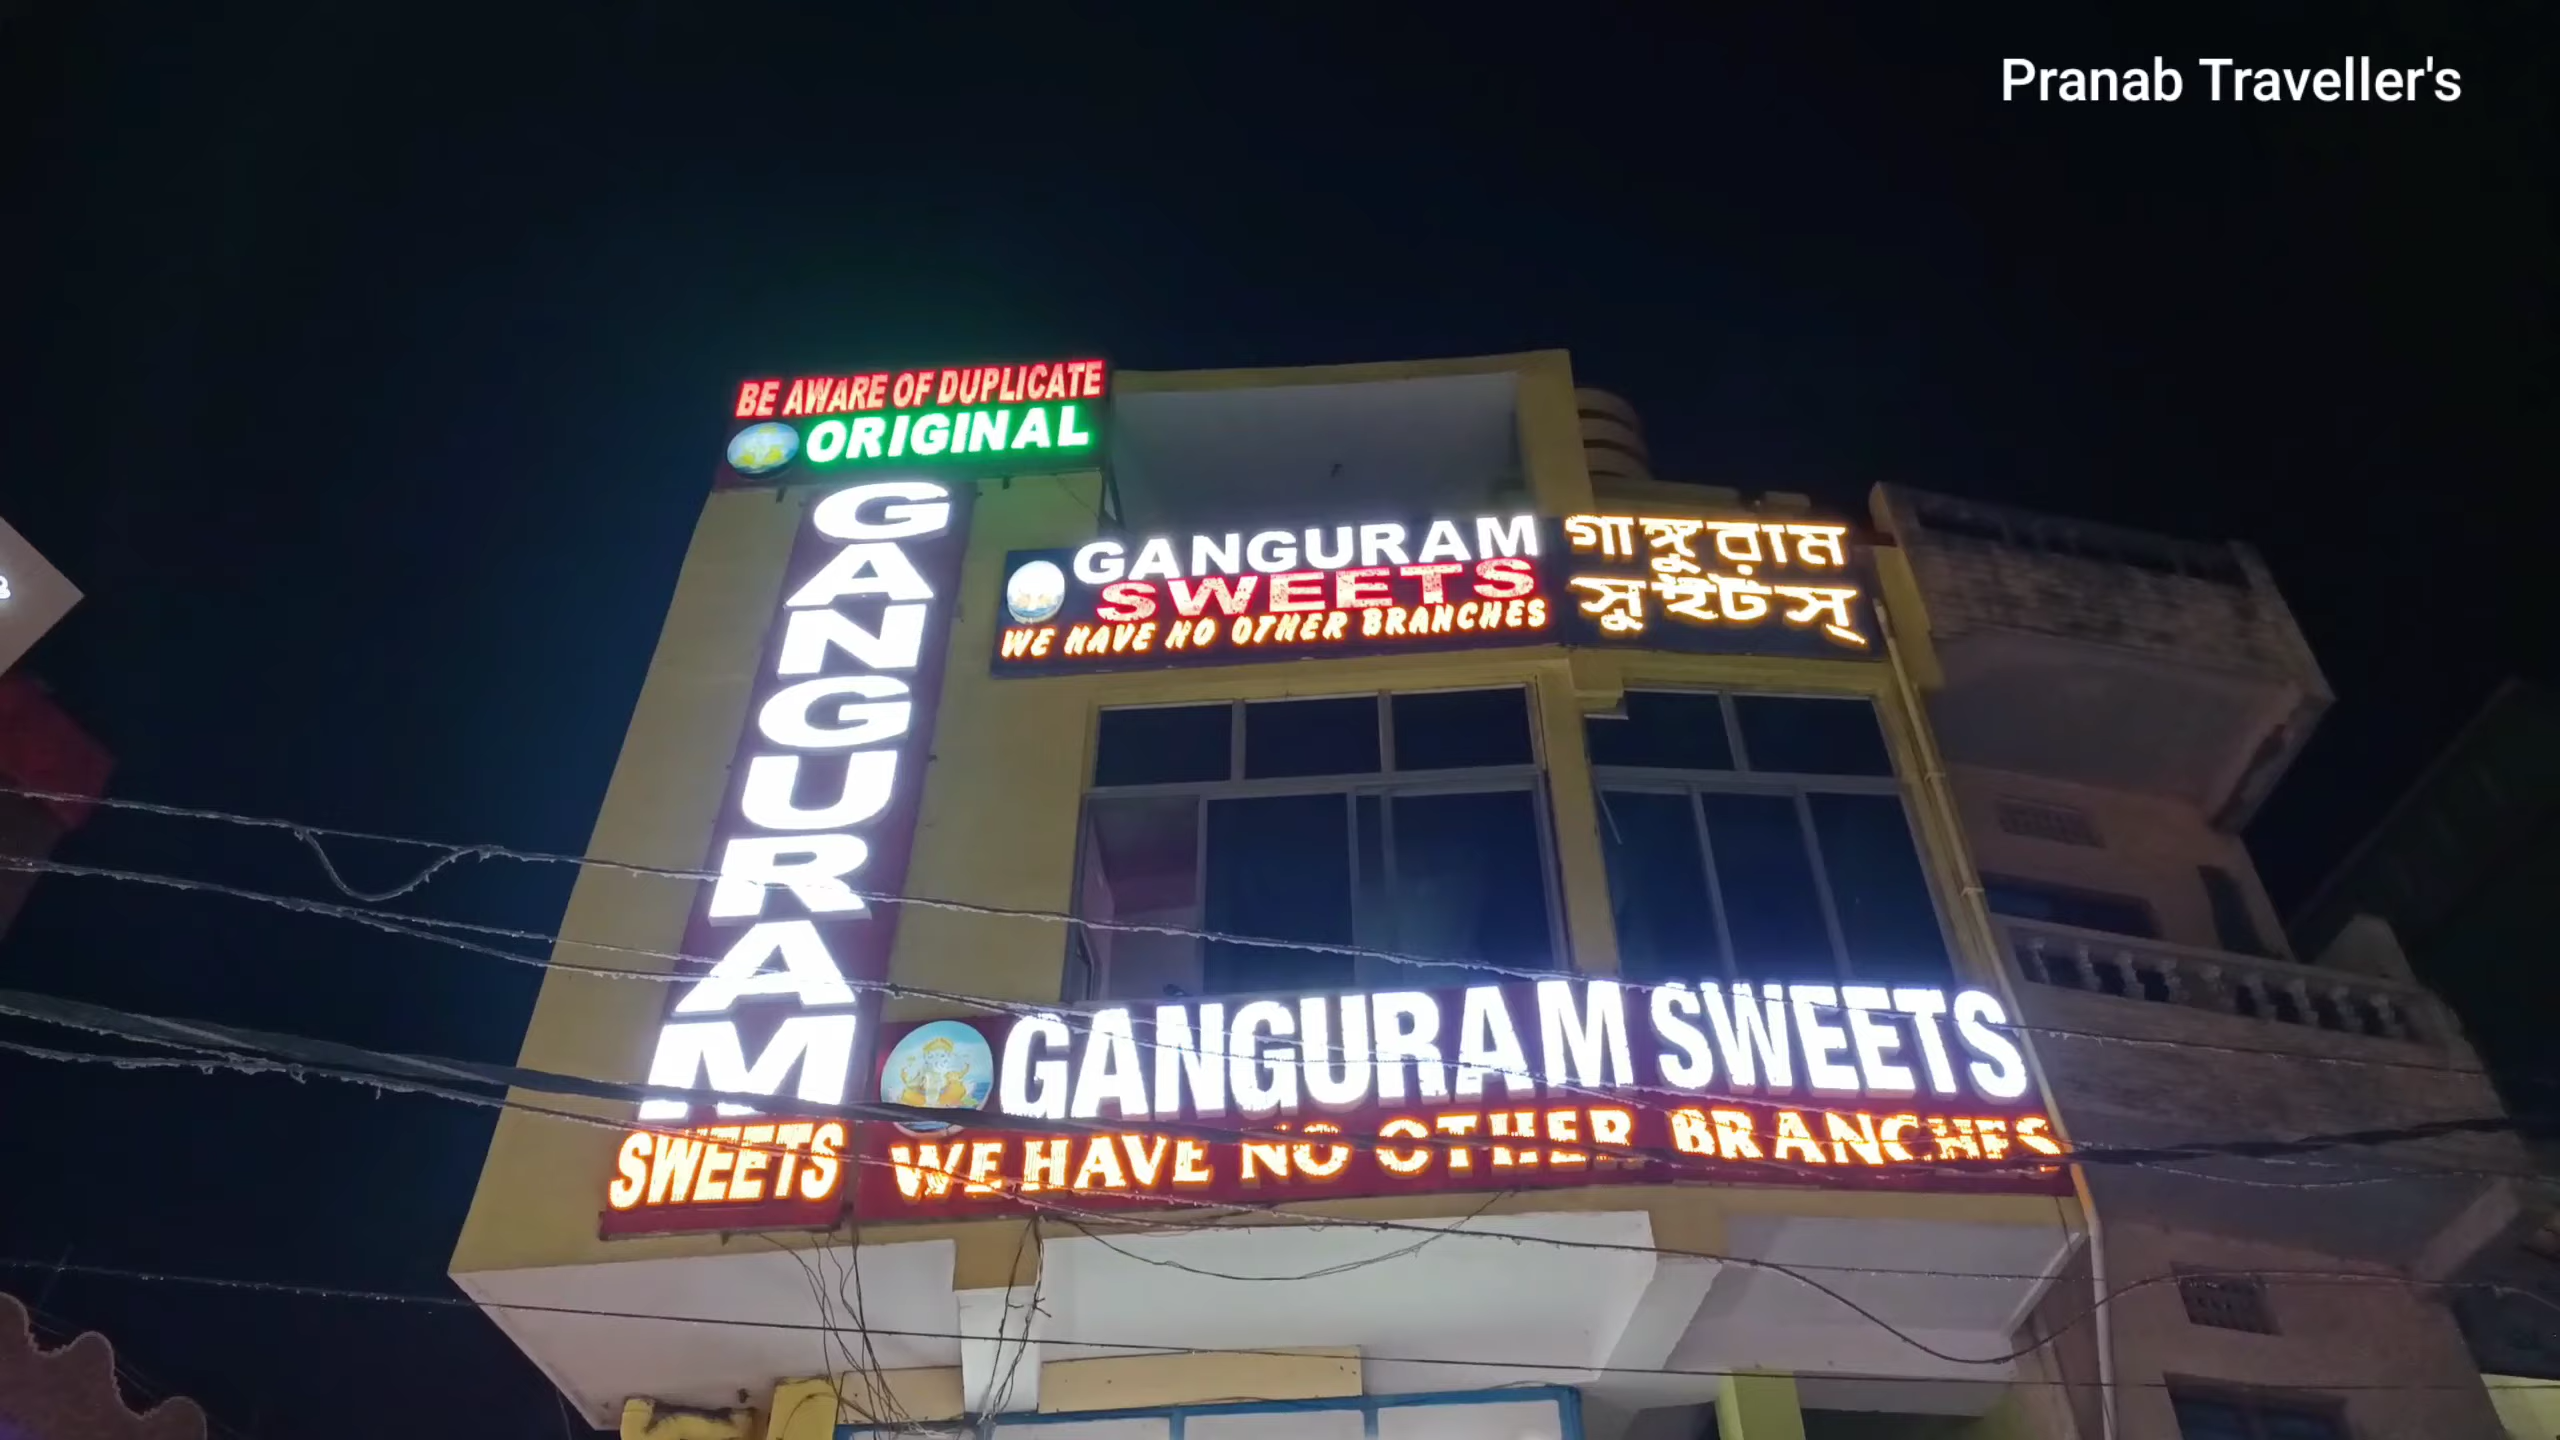 Pranab Traveller's
BE AWARE OF DUPLICATE
ORIGINAL
GANGURAM
SWEETS
GANGURAM
SWEETS
WE HAVE NO OTHER BRANCHES
গাঙ্গুরাম
সুইটস্
GANGURAM SWEETS
WE HAVE NO OTHER BRANCHES